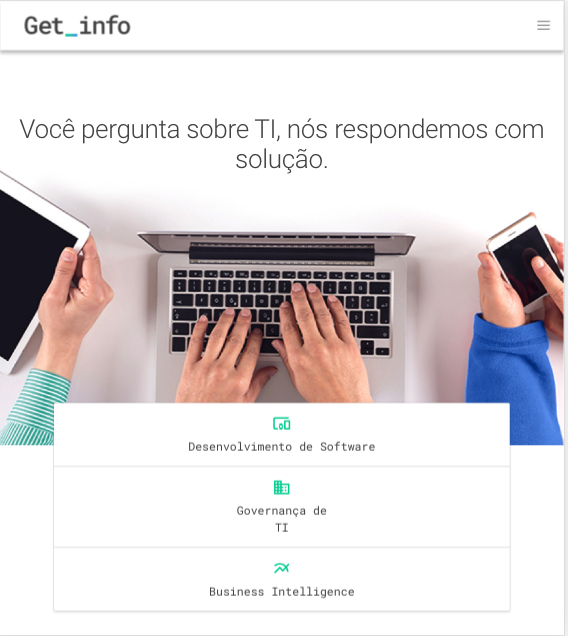 Get_info
Você pergunta sobre TI, nós respondemos com
solução.
Desenvolvimento de Software
Governança de
TI
Business Intelligence